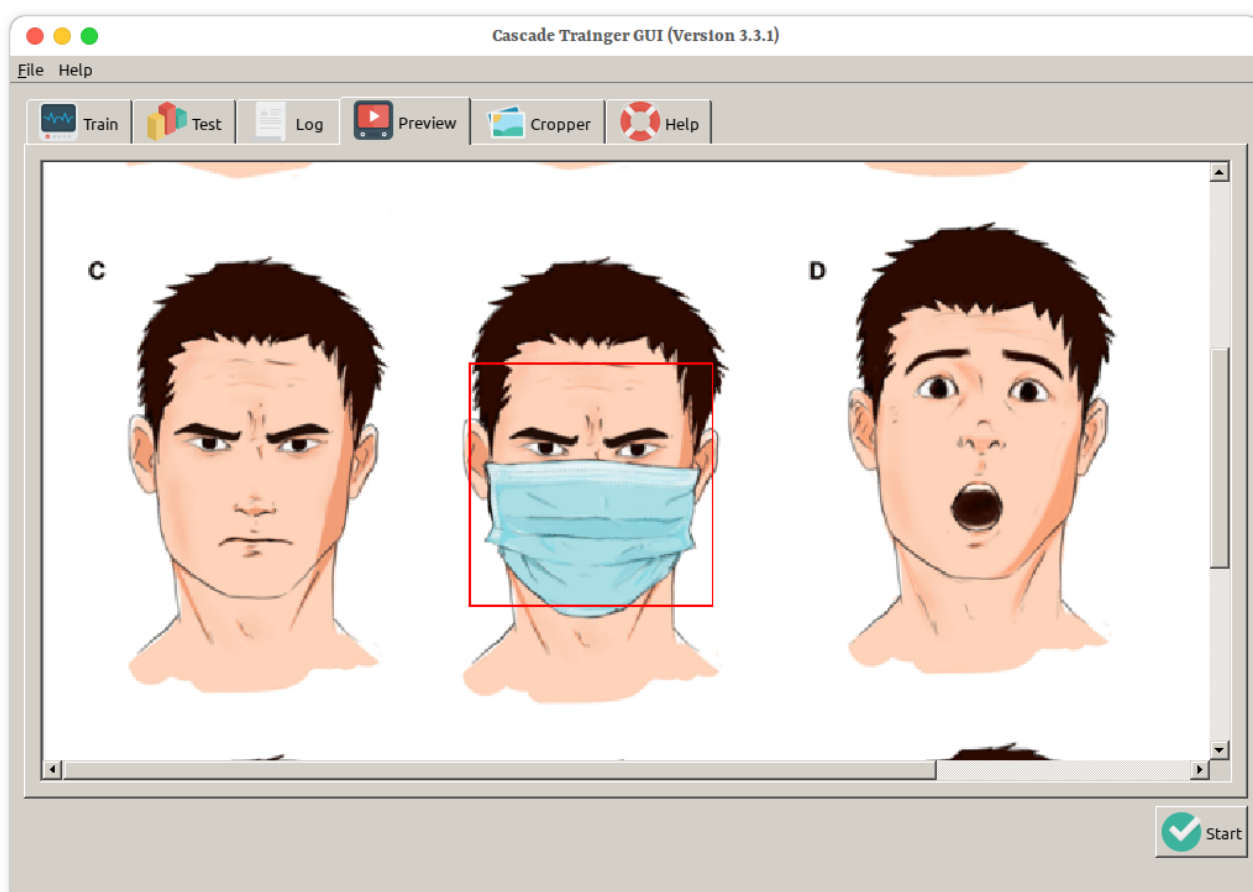 Cascade Trainger GUI (Version 3.3.1)
File Help
Train Test Log Preview Cropper Help
C D
Start